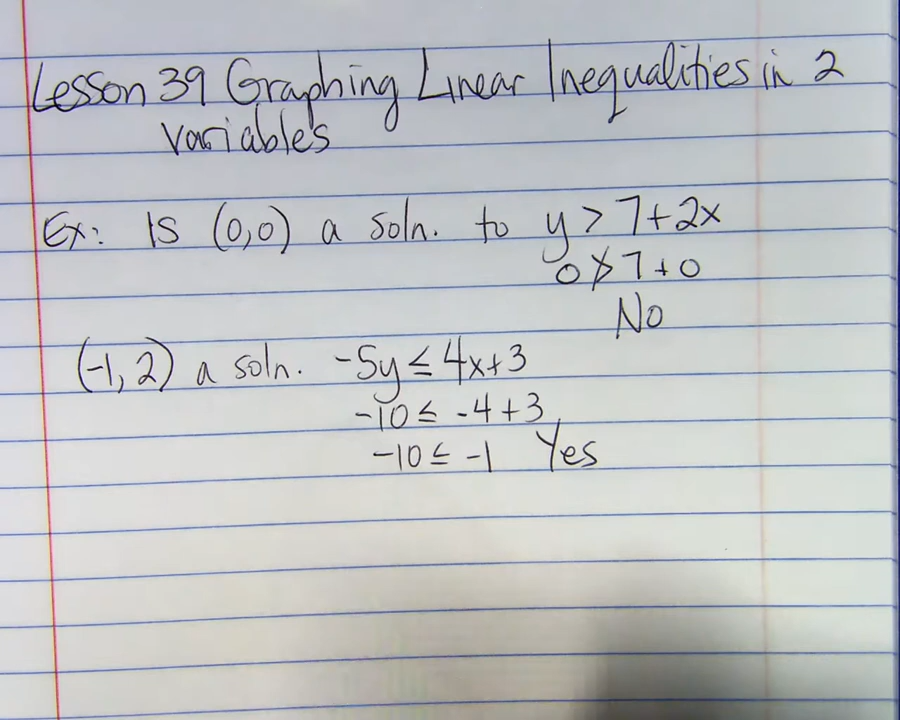 Lesson 39 Graphing Linear Inequalities in 2
variables
Ex: Is (0,0) a soln. to y > 7+2x
0 ≯ 7+0
No
(-1, 2) a soln. -5y ≤ 4x+3
-10 ≤ -4+3
-10 ≤ -1 Yes